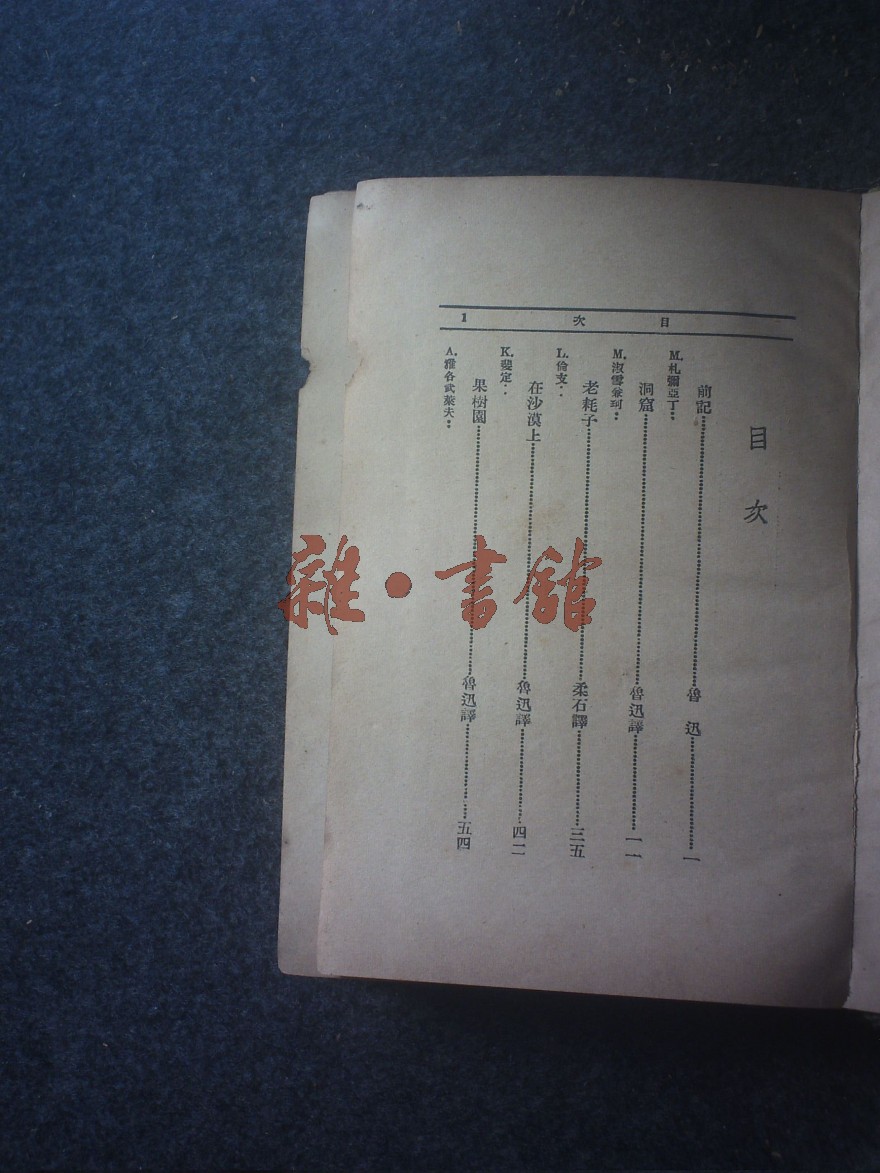 目次 1
目次
前記……魯迅……一
M. 札彌亞丁：
洞窟……魯迅譯……一一
M. 淑雪兼珂：
老耗子……柔石譯……三五
L. 倫支：
在沙漠上……魯迅譯……四二
K. 斐定：
果樹園……魯迅譯……五四
A. 雅各武萊夫：
雜·書館